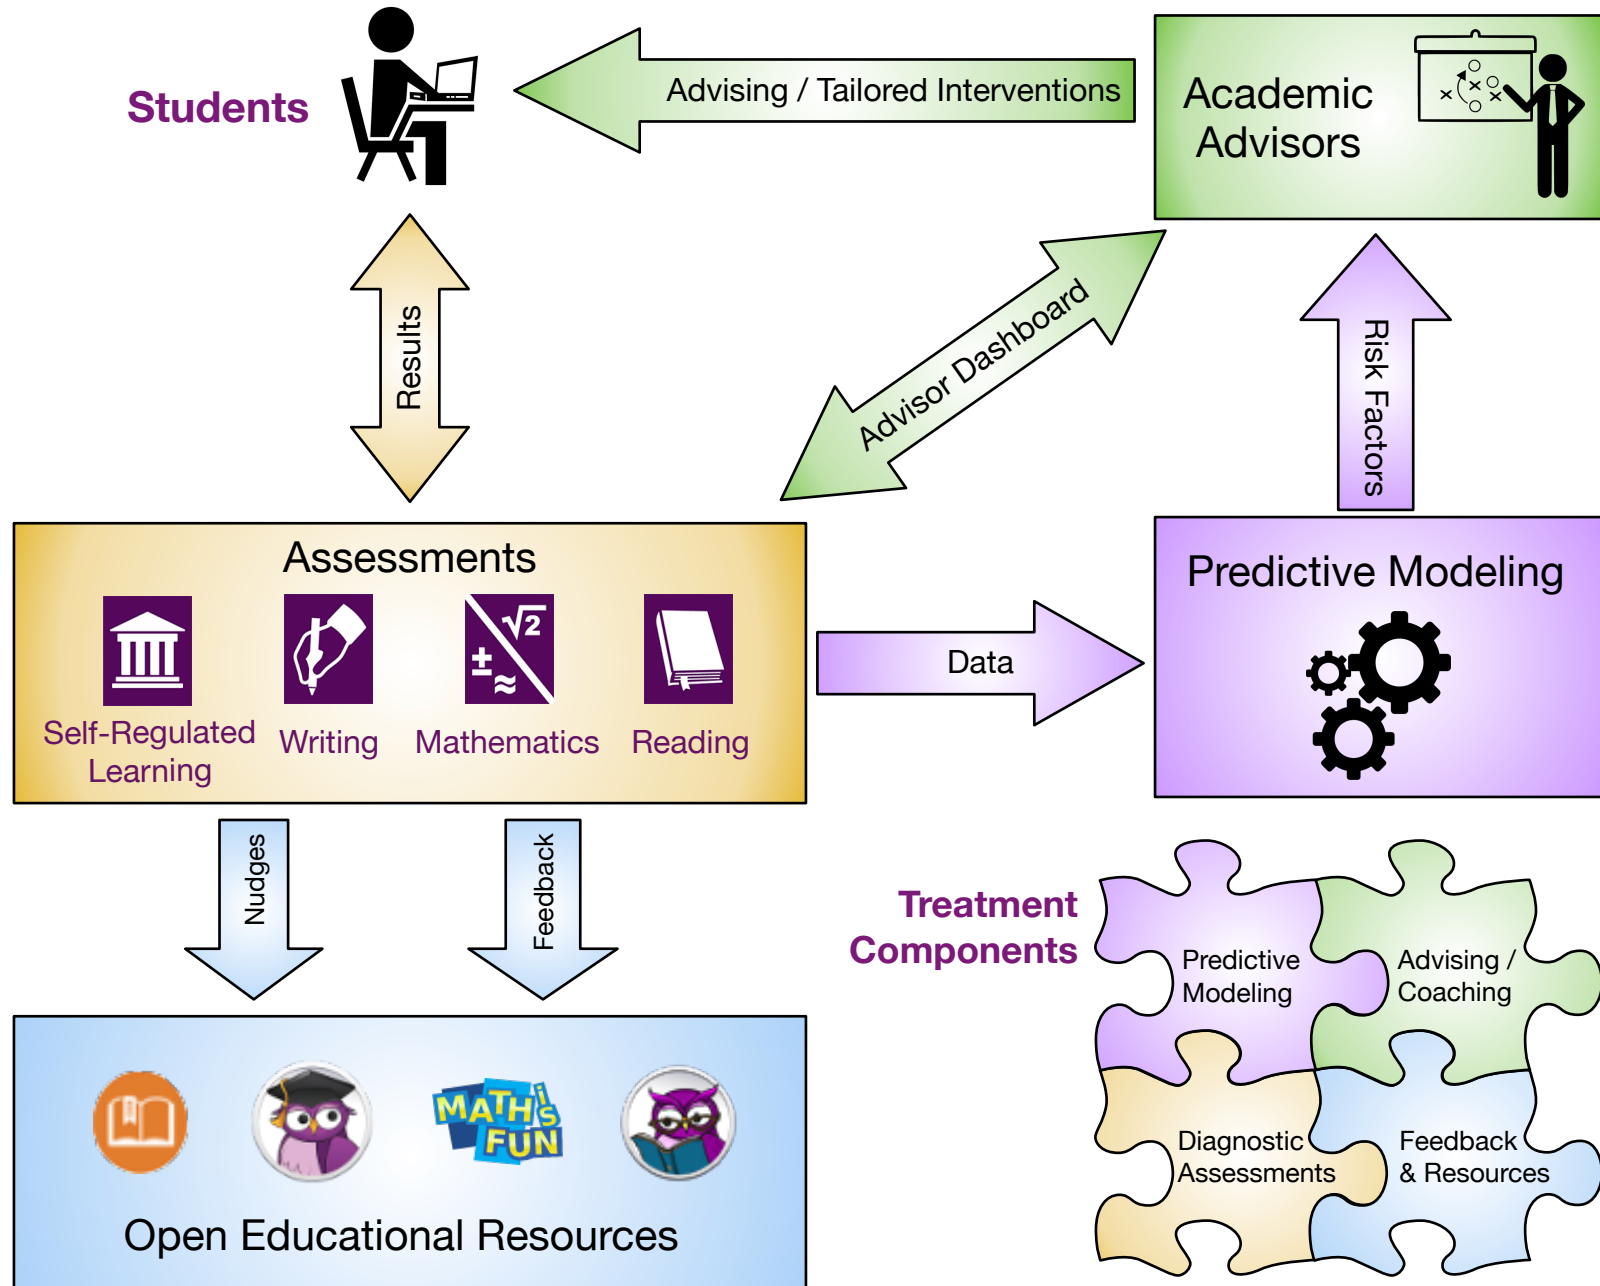 Students
Advising / Tailored Interventions
Academic
Advisors
Results
Advisor Dashboard
Risk Factors
Assessments
√2
±
≈
Self-Regulated
Learning
Writing
Mathematics
Reading
Data
Predictive Modeling
Nudges
Feedback
MATH is
FUN
Open Educational Resources
Treatment
Components
Predictive
Modeling
Advising /
Coaching
Diagnostic
Assessments
Feedback
& Resources